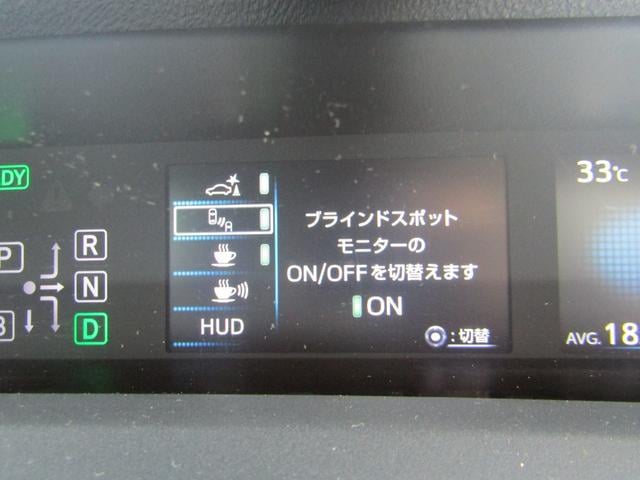 DY
33℃
P
R
N
B
D
ブラインドスポット
モニターの
ON/OFFを切替えます
ON
HUD
:切替
AVG.18